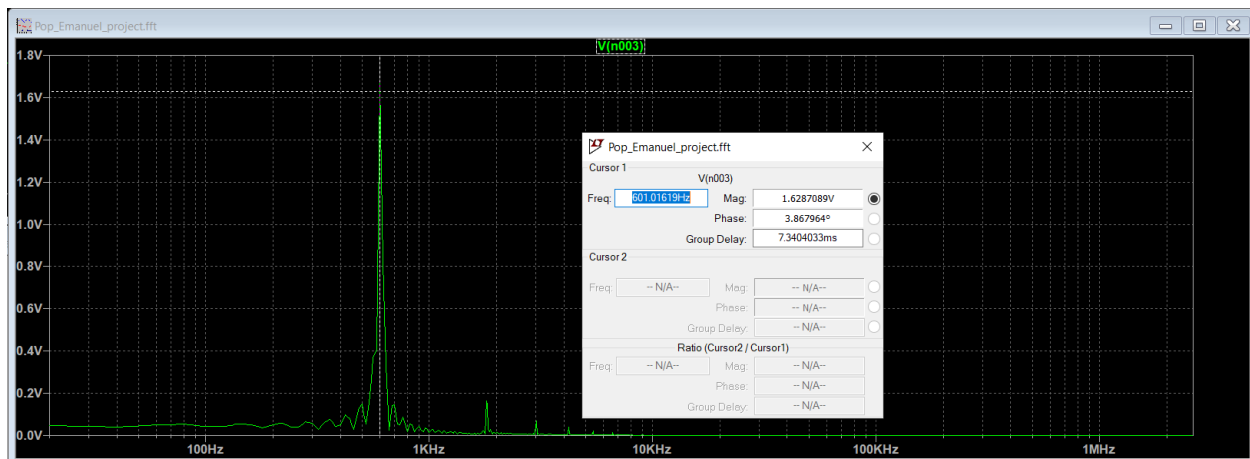 Pop_Emanuel_project.fft
V(n003)
1.8V
1.6V
1.4V
1.2V
1.0V
0.8V
0.6V
0.4V
0.2V
0.0V
100Hz 1KHz 10KHz 100KHz 1MHz
Pop_Emanuel_project.fft
Cursor 1
V(n003)
Freq: 601.01619Hz Mag: 1.6287089V
Phase: 3.867964°
Group Delay: 7.3404033ms
Cursor 2
Freq: -- N/A-- Mag: -- N/A--
Phase: -- N/A--
Group Delay: -- N/A--
Ratio (Cursor2 / Cursor1)
Freq: -- N/A-- Mag: -- N/A--
Phase: -- N/A--
Group Delay: -- N/A--